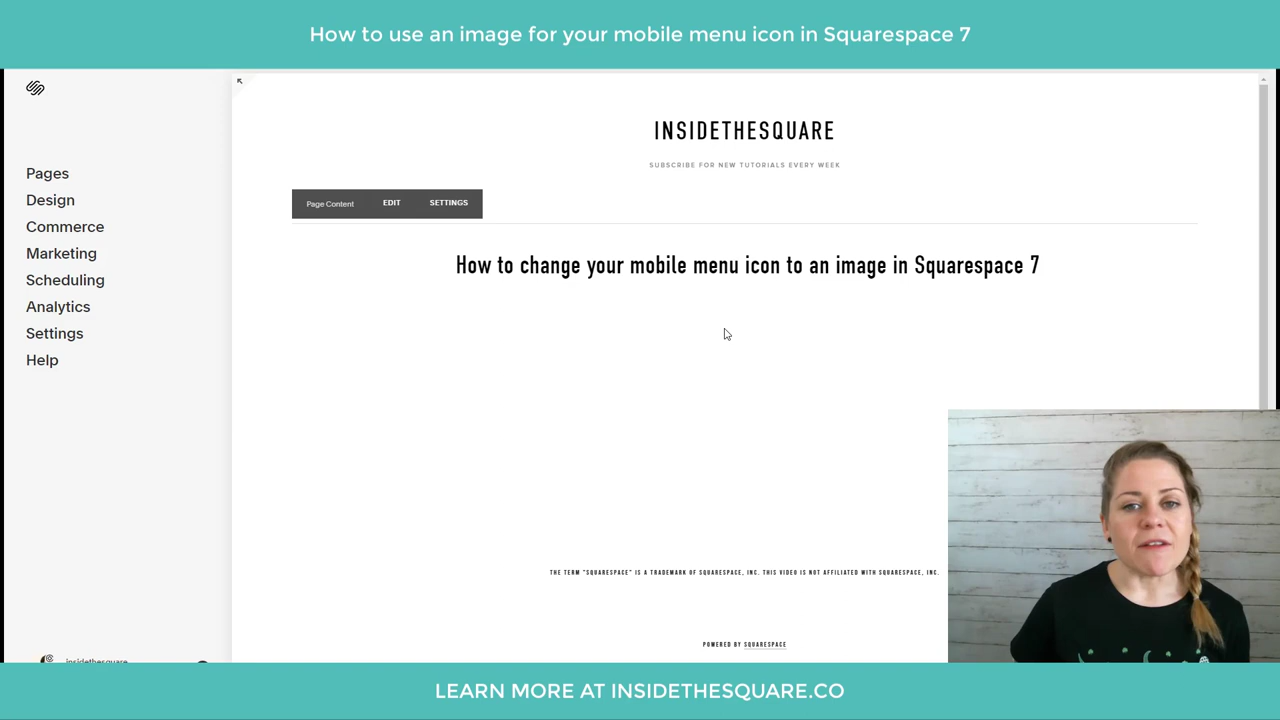 How to use an image for your mobile menu icon in Squarespace 7
INSIDETHESQUARE
SUBSCRIBE FOR NEW TUTORIALS EVERY WEEK
Pages
Design
Commerce
Marketing
Scheduling
Analytics
Settings
Help
Page Content EDIT SETTINGS
How to change your mobile menu icon to an image in Squarespace 7
THE TERM "SQUARESPACE" IS A TRADEMARK OF SQUARESPACE, INC. THIS VIDEO IS NOT AFFILIATED WITH SQUARESPACE, INC.
POWERED BY SQUARESPACE
insidethesquare
LEARN MORE AT INSIDETHESQUARE.CO